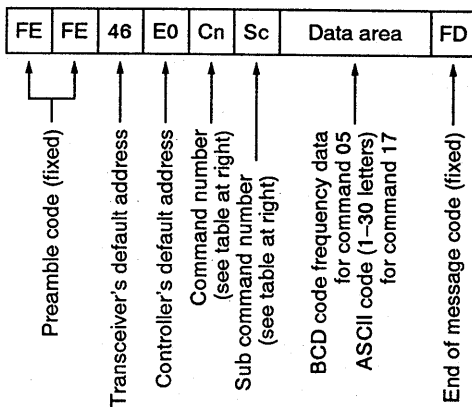 FE FE 46 E0 Cn Sc Data area FD
Preamble code (fixed)
Transceiver's default address
Controller's default address
Command number
(see table at right)
Sub command number
(see table at right)
BCD code frequency data
for command 05
ASCII code (1–30 letters)
for command 17
End of message code (fixed)